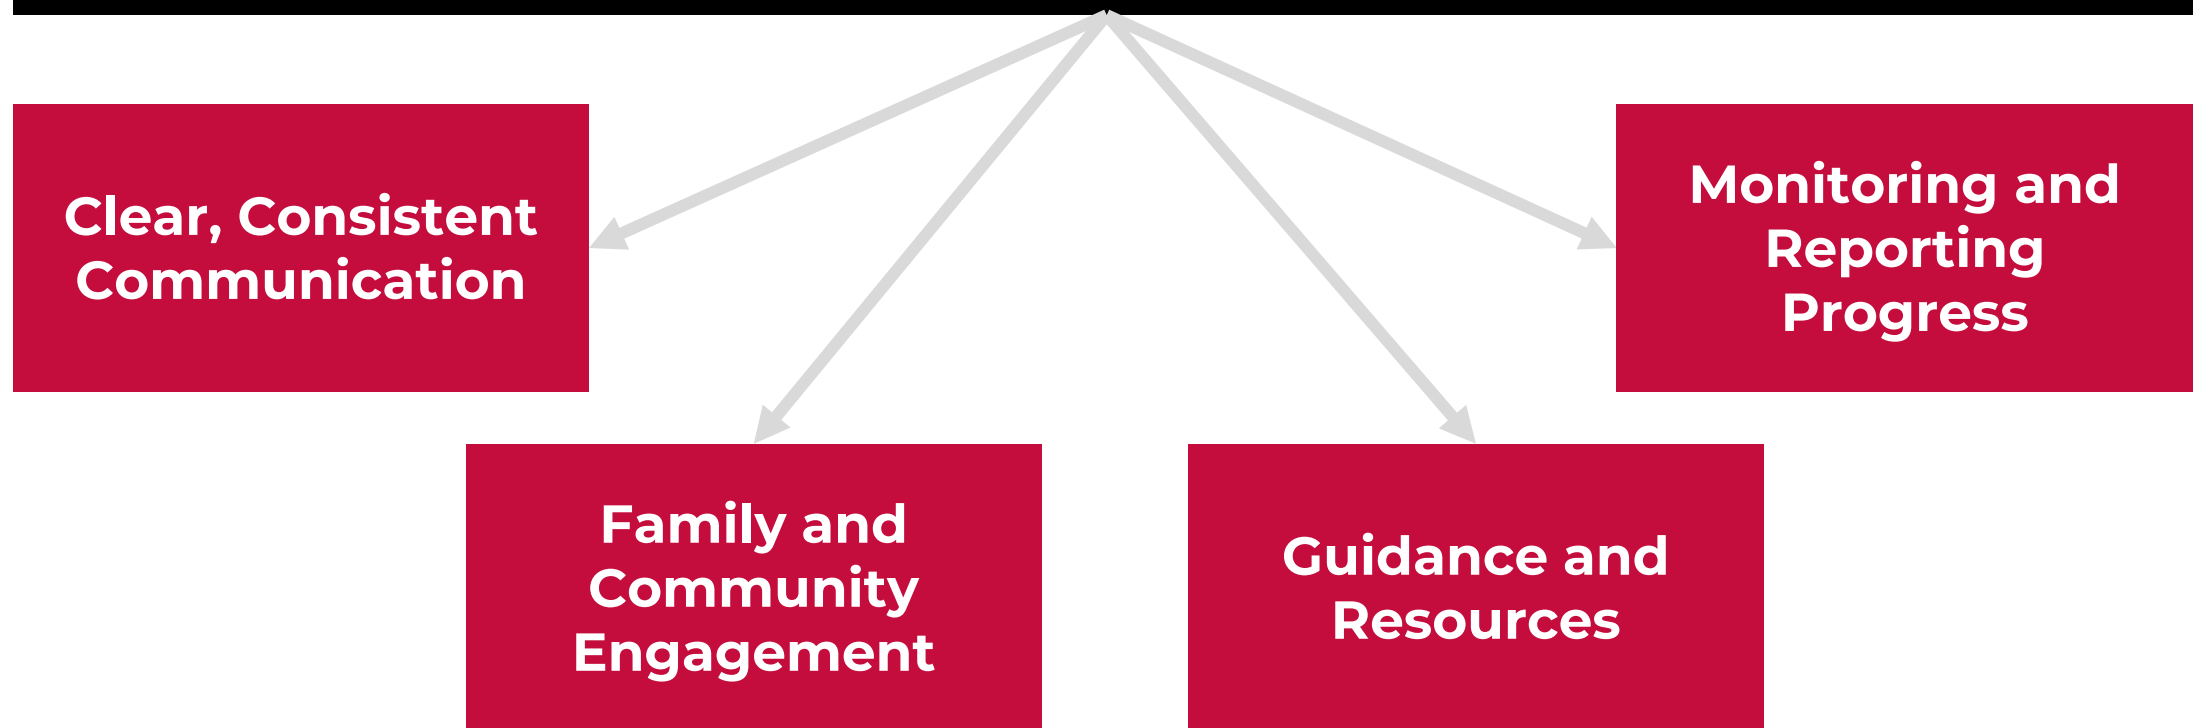 Clear, Consistent
Communication
Family and
Community
Engagement
Guidance and
Resources
Monitoring and
Reporting
Progress